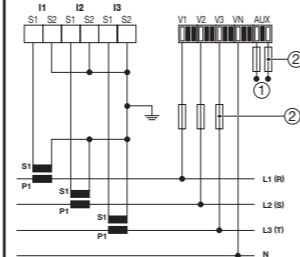 I1 I2 I3
S1 S2 S1 S2 S1 S2 V1 V2 V3 VN AUX
2
1
2
S1
P1 L1 (R)
S1
P1 L2 (S)
S1
P1 L3 (T)
N